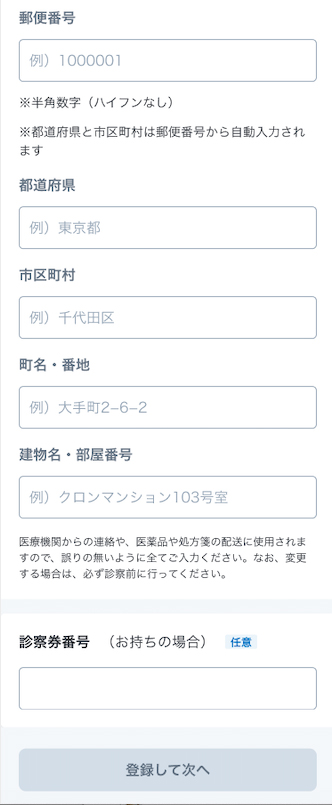 郵便番号
例）1000001
※半角数字（ハイフンなし）
※都道府県と市区町村は郵便番号から自動入力され
ます
都道府県
例）東京都
市区町村
例）千代田区
町名・番地
例）大手町2−6−2
建物名・部屋番号
例）クロンマンション103号室
医療機関からの連絡や、医薬品や処方箋の配送に使用されま
すので、誤りの無いように全てご入力ください。なお、変更
する場合は、必ず診察前に行ってください。
診察券番号 （お持ちの場合） 任意
登録して次へ